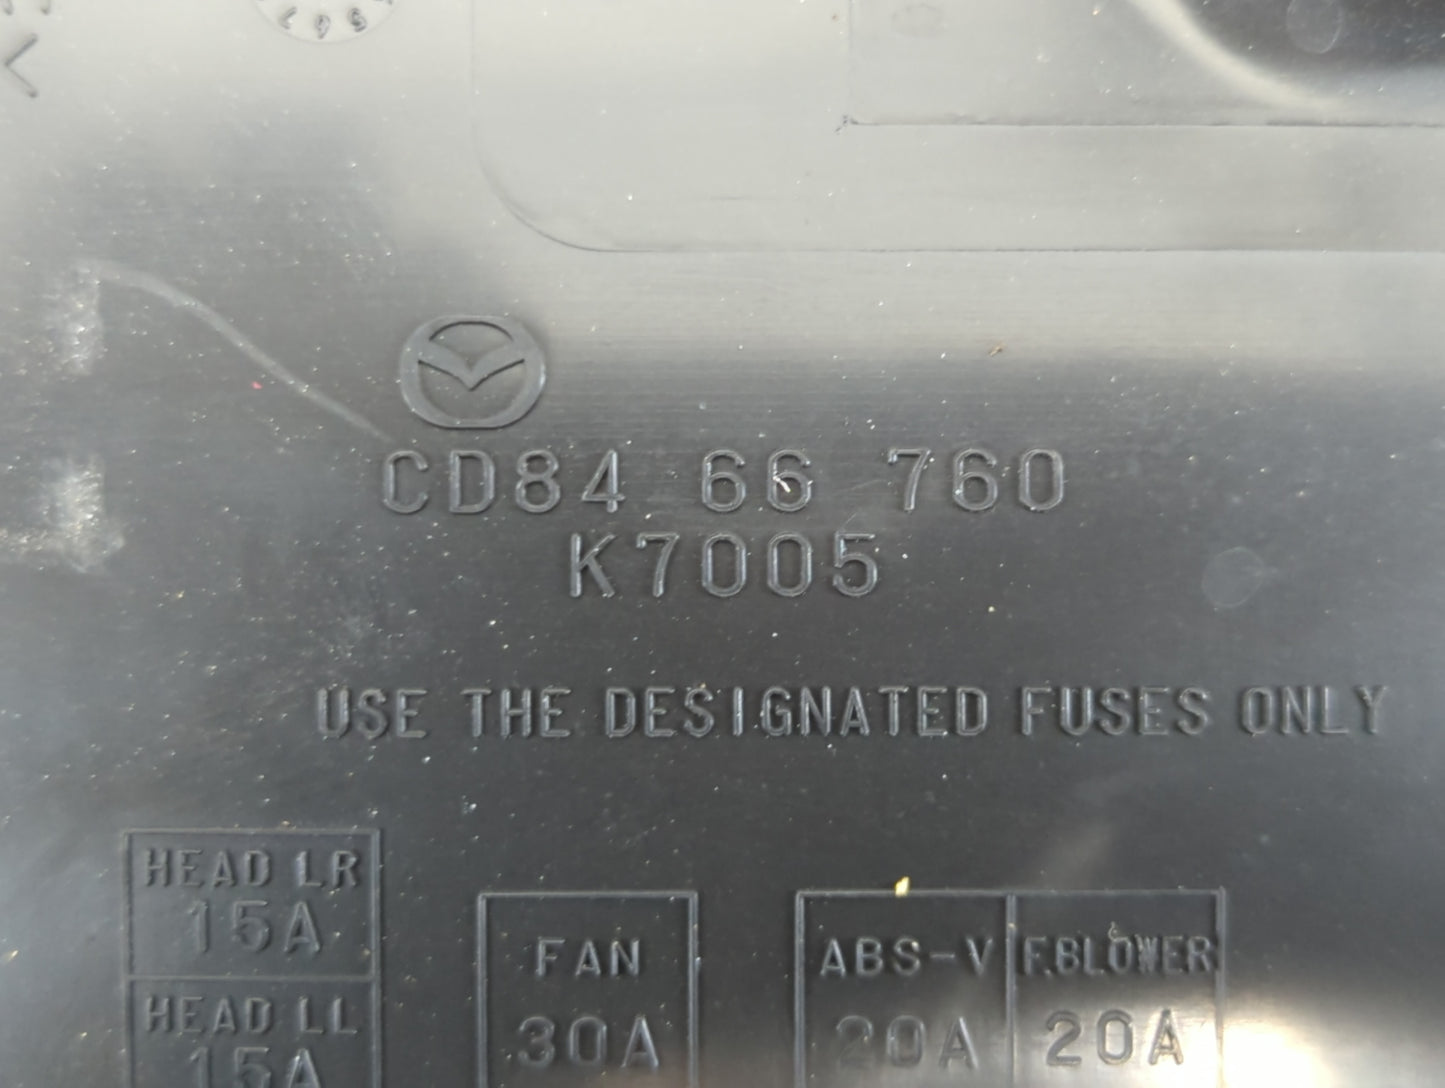 CD84 66 760
K7005
USE THE DESIGNATED FUSES ONLY
HEAD LR
15A
HEAD LL
15A
FAN
30A
ABS-V
20A
F.BLOWER
20A